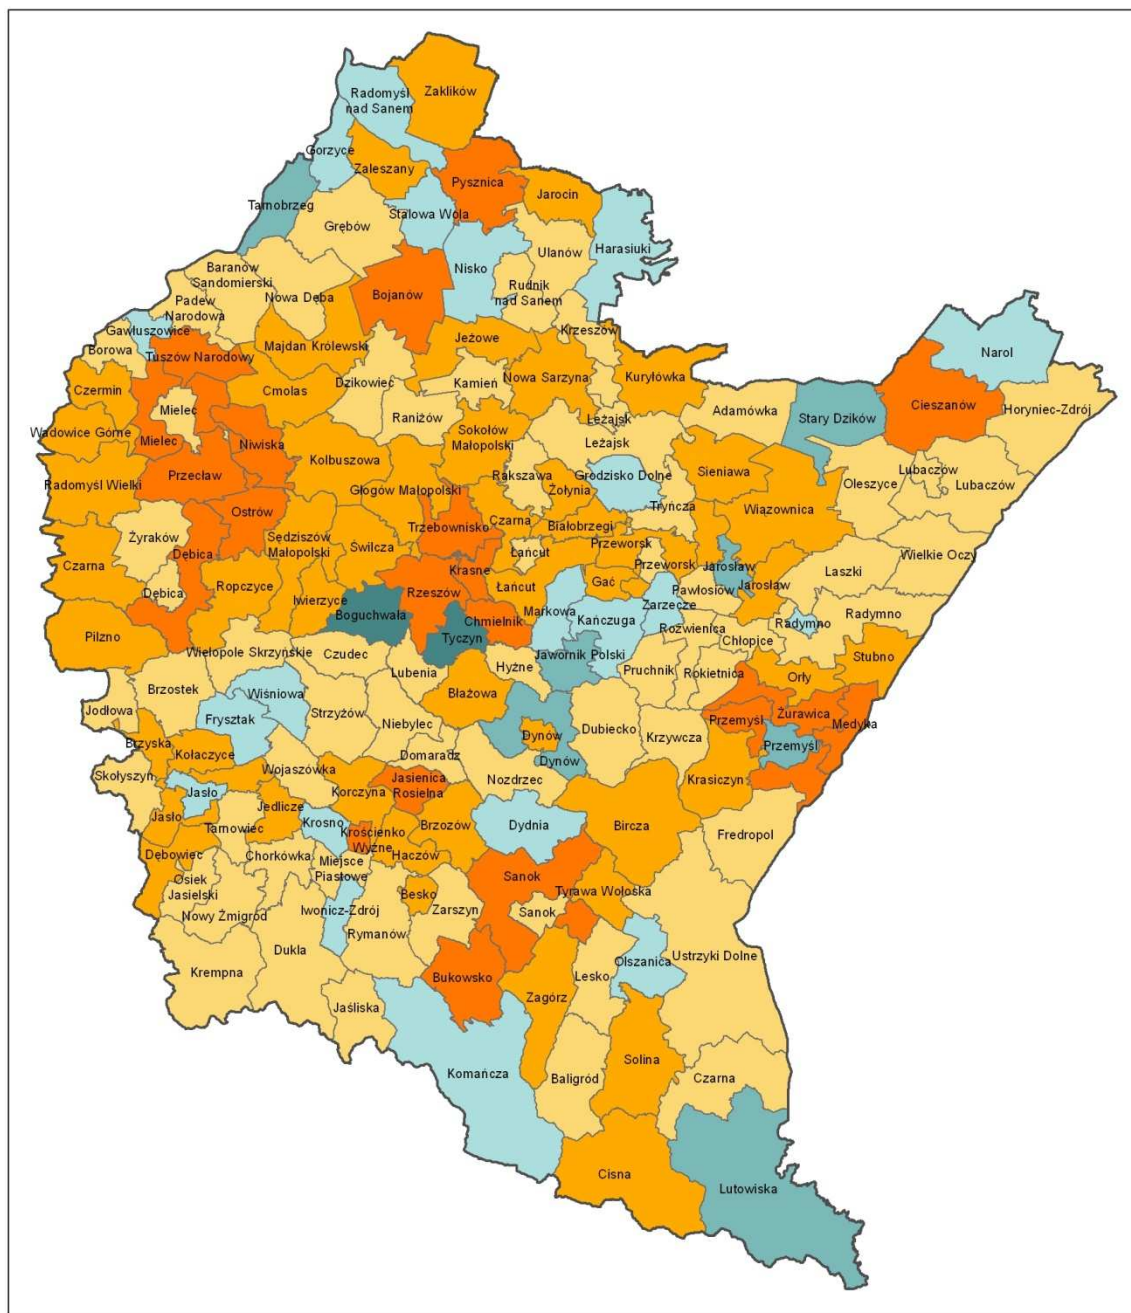 Radomyśl
nad Sanem
Zaklików
Gorzyce
Zaleszany
Pysznica
Jarocin
Tarnobrzeg
Stalowa Wola
Grębów
Ulanów
Harasiuki
Nisko
Baranów
Sandomierski
Rudnik
nad Sanem
Bojanów
Nowa Dęba
Padew
Narodowa
Gawłuszowice
Krzeszów
Borowa
Tuszów Narodowy
Majdan Królewski
Jeżowe
Narol
Czermin
Cmolas
Dzikowiec
Kamień
Nowa Sarzyna
Kuryłówka
Mielec
Raniżów
Leżajsk
Adamówka
Stary Dzików
Cieszanów
Horyniec-Zdrój
Wadowice Górne
Mielec
Niwiska
Sokołów
Małopolski
Leżajsk
Kolbuszowa
Przecław
Rakszawa
Grodzisko Dolne
Sieniawa
Lubaczów
Oleszyce
Lubaczów
Radomyśl Wielki
Głogów Małopolski
Żołynia
Tryńcza
Wiązownica
Ostrów
Trzebownisko
Czarna
Białobrzegi
Żyraków
Dębica
Sędziszów
Małopolski
Świlcza
Łańcut
Przeworsk
Wielkie Oczy
Czarna
Krasne
Przeworsk
Jarosław
Laszki
Ropczyce
Iwierzyce
Rzeszów
Łańcut
Gać
Pawłosiów
Jarosław
Dębica
Boguchwała
Chmielnik
Markowa
Kańczuga
Zarzecze
Radymno
Radymno
Pilzno
Tyczyn
Roźwienica
Chłopice
Wielopole Skrzyńskie
Czudec
Jawornik Polski
Stubno
Lubenia
Hyżne
Pruchnik
Rokietnica
Orły
Brzostek
Wiśniowa
Błażowa
Jodłowa
Frysztak
Strzyżów
Niebylec
Dubiecko
Przemyśl
Żurawica
Medyka
Brzyska
Dynów
Krzywcza
Przemyśl
Kołaczyce
Domaradz
Dynów
Skołyszyn
Wojaszówka
Nozdrzec
Krasiczyn
Jasienica
Rosielna
Jasło
Jedlicze
Korczyna
Jasło
Krosno
Dydnia
Bircza
Tarnowiec
Krościenko
Wyżne
Brzozów
Fredropol
Dębowiec
Chorkówka
Miejsce
Piastowe
Haczów
Osiek
Jasielski
Sanok
Tyrawa Wołoska
Besko
Nowy Żmigród
Iwonicz-Zdrój
Zarszyn
Sanok
Rymanów
Dukla
Ustrzyki Dolne
Olszanica
Krempna
Bukowsko
Lesko
Zagórz
Jaśliska
Solina
Komańcza
Baligród
Czarna
Cisna
Lutowiska